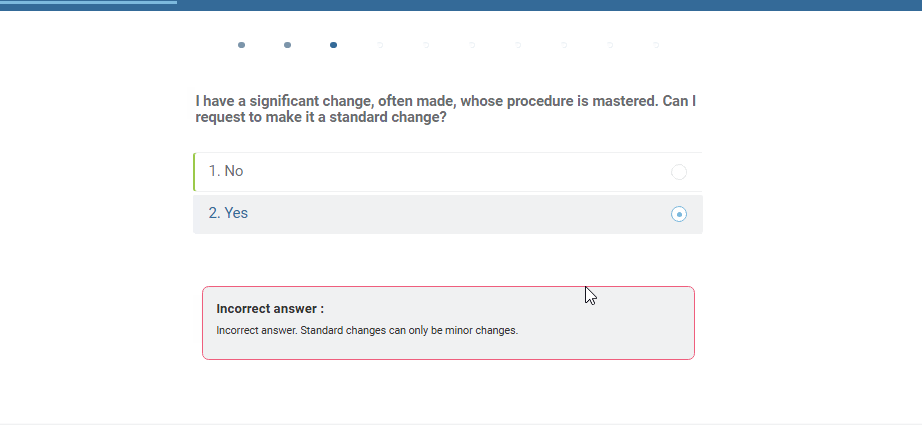 I have a significant change, often made, whose procedure is mastered. Can I
request to make it a standard change?
1. No
2. Yes
Incorrect answer :
Incorrect answer. Standard changes can only be minor changes.